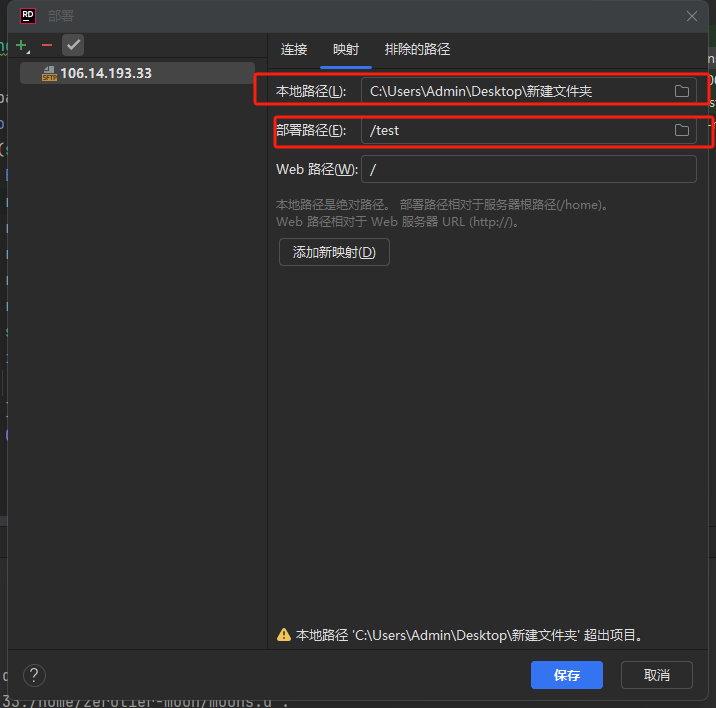 RD
部署
连接 映射 排除的路径
SFTP 106.14.193.33
本地路径(L): C:\Users\Admin\Desktop\新建文件夹
部署路径(F): /test
Web 路径(W): /
本地路径是绝对路径。 部署路径相对于服务器根路径(/home)。
Web 路径相对于 Web 服务器 URL (http://)。
添加新映射(D)
本地路径 'C:\Users\Admin\Desktop\新建文件夹' 超出项目。
?
保存 取消